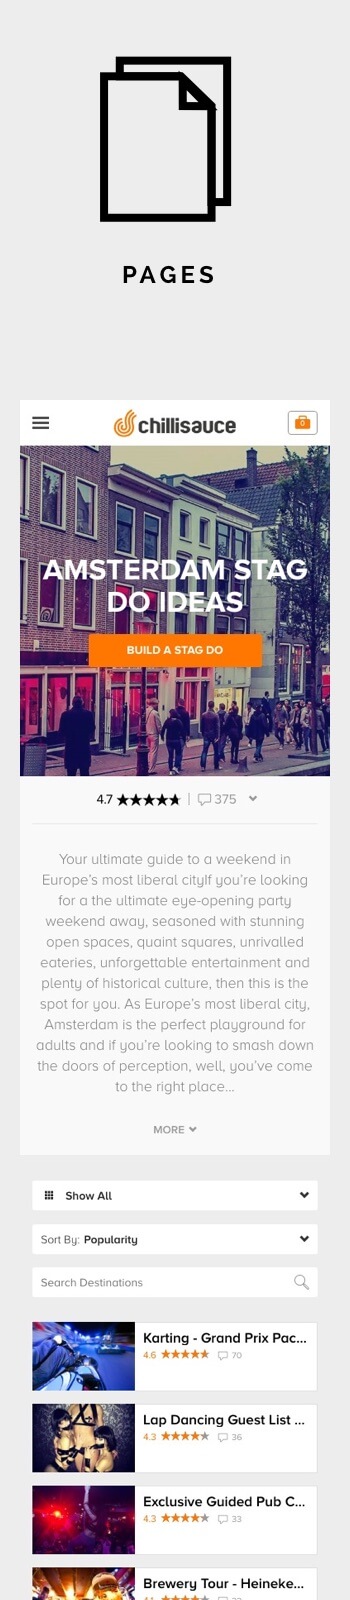 PAGES
chillisauce
0
AMSTERDAM STAG
DO IDEAS
BUILD A STAG DO
4.7 375
Your ultimate guide to a weekend in
Europe's most liberal cityIf you're looking
for a the ultimate eye-opening party
weekend away, seasoned with stunning
open spaces, quaint squares, unrivalled
eateries, unforgettable entertainment and
plenty of historical culture, then this is the
spot for you. As Europe's most liberal city,
Amsterdam is the perfect playground for
adults and if you're looking to smash down
the doors of perception, well, you've come
to the right place...
MORE
Show All
Sort By: Popularity
Search Destinations
Karting - Grand Prix Pac...
4.6 70
Lap Dancing Guest List ...
4.3 36
Exclusive Guided Pub C...
4.3 33
Brewery Tour - Heineke...